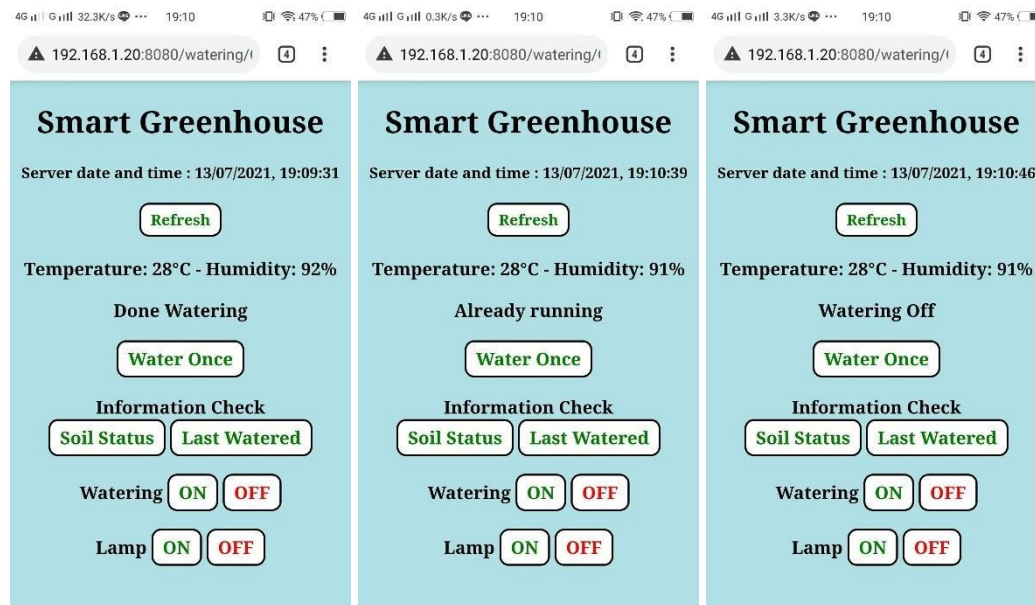 4G G 32.3K/s ... 19:10 47%
192.168.1.20:8080/watering/ 4
Smart Greenhouse
Server date and time : 13/07/2021, 19:09:31
Refresh
Temperature: 28°C - Humidity: 92%
Done Watering
Water Once
Information Check
Soil Status Last Watered
Watering ON OFF
Lamp ON OFF
4G G 0.3K/s ... 19:10 47%
192.168.1.20:8080/watering/ 4
Smart Greenhouse
Server date and time : 13/07/2021, 19:10:39
Refresh
Temperature: 28°C - Humidity: 91%
Already running
Water Once
Information Check
Soil Status Last Watered
Watering ON OFF
Lamp ON OFF
4G G 3.3K/s ... 19:10 47%
192.168.1.20:8080/watering/ 4
Smart Greenhouse
Server date and time : 13/07/2021, 19:10:46
Refresh
Temperature: 28°C - Humidity: 91%
Watering Off
Water Once
Information Check
Soil Status Last Watered
Watering ON OFF
Lamp ON OFF